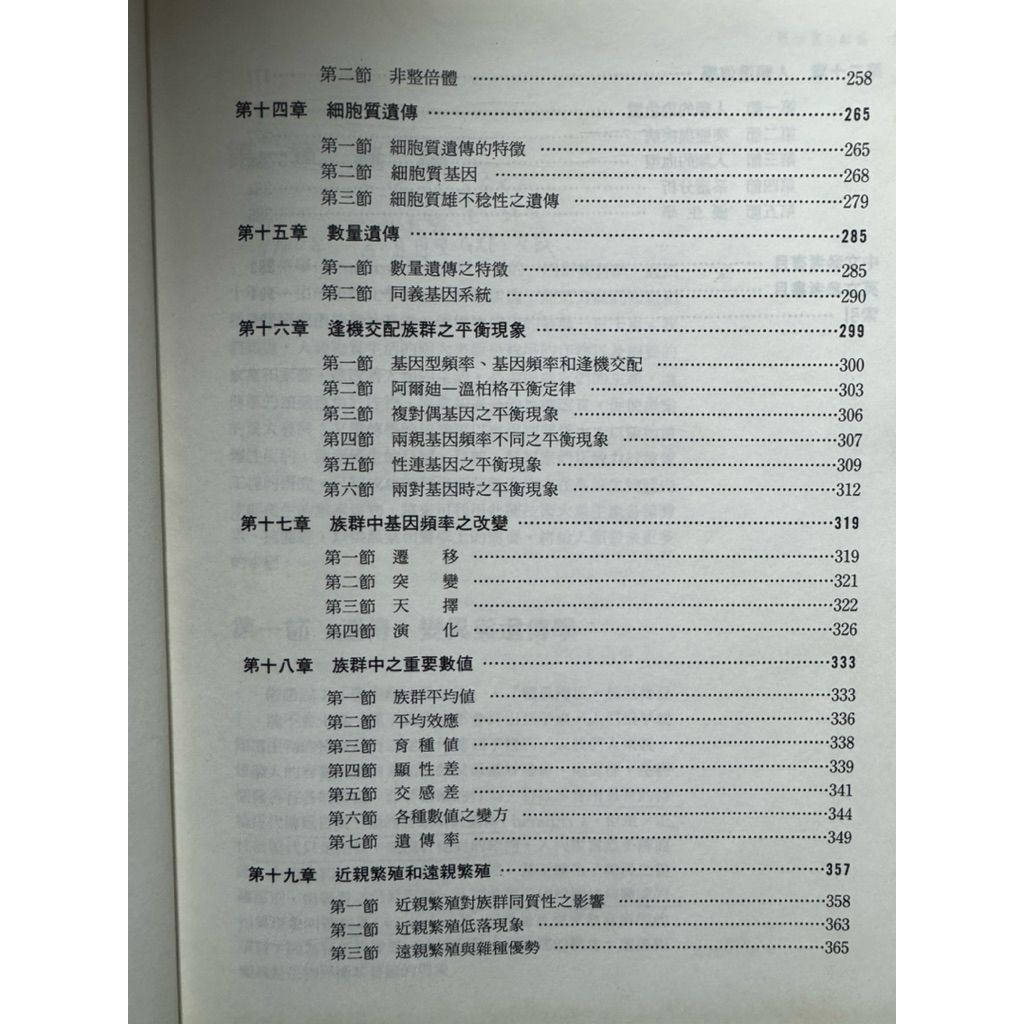 第二節 非整倍體 ……………………………………258
第十四章 細胞質遺傳 ……………………………………265
第一節 細胞質遺傳的特徵 ……………………………………265
第二節 細胞質基因 ……………………………………268
第三節 細胞質雄不稔性之遺傳 ……………………………………279
第十五章 數量遺傳 ……………………………………285
第一節 數量遺傳之特徵 ……………………………………285
第二節 同義基因系統 ……………………………………290
第十六章 逢機交配族群之平衡現象 ……………………………………299
第一節 基因型頻率、基因頻率和逢機交配 ……………………………………300
第二節 阿爾迪—溫柏格平衡定律 ……………………………………303
第三節 複對偶基因之平衡現象 ……………………………………306
第四節 兩親基因頻率不同之平衡現象 ……………………………………307
第五節 性連基因之平衡現象 ……………………………………309
第六節 兩對基因時之平衡現象 ……………………………………312
第十七章 族群中基因頻率之改變 ……………………………………319
第一節 遷 移 ……………………………………319
第二節 突 變 ……………………………………321
第三節 天 擇 ……………………………………322
第四節 演 化 ……………………………………326
第十八章 族群中之重要數值 ……………………………………333
第一節 族群平均值 ……………………………………333
第二節 平均效應 ……………………………………336
第三節 育種值 ……………………………………338
第四節 顯性差 ……………………………………339
第五節 交感差 ……………………………………341
第六節 各種數值之變方 ……………………………………344
第七節 遺傳率 ……………………………………349
第十九章 近親繁殖和遠親繁殖 ……………………………………357
第一節 近親繁殖對族群同質性之影響 ……………………………………358
第二節 近親繁殖低落現象 ……………………………………363
第三節 遠親繁殖與雜種優勢 ……………………………………365